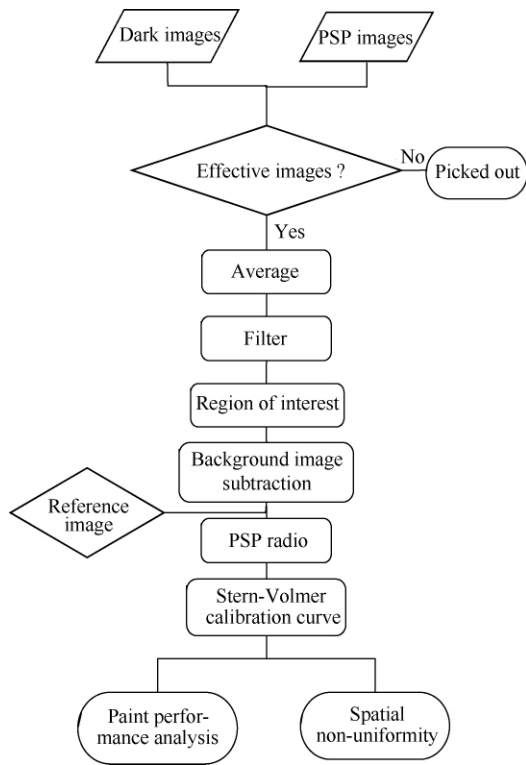 Dark images
PSP images
Effective images ?
No
Picked out
Yes
Average
Filter
Region of interest
Background image
subtraction
Reference
image
PSP radio
Stern-Volmer
calibration curve
Paint perfor-
mance analysis
Spatial
non-uniformity